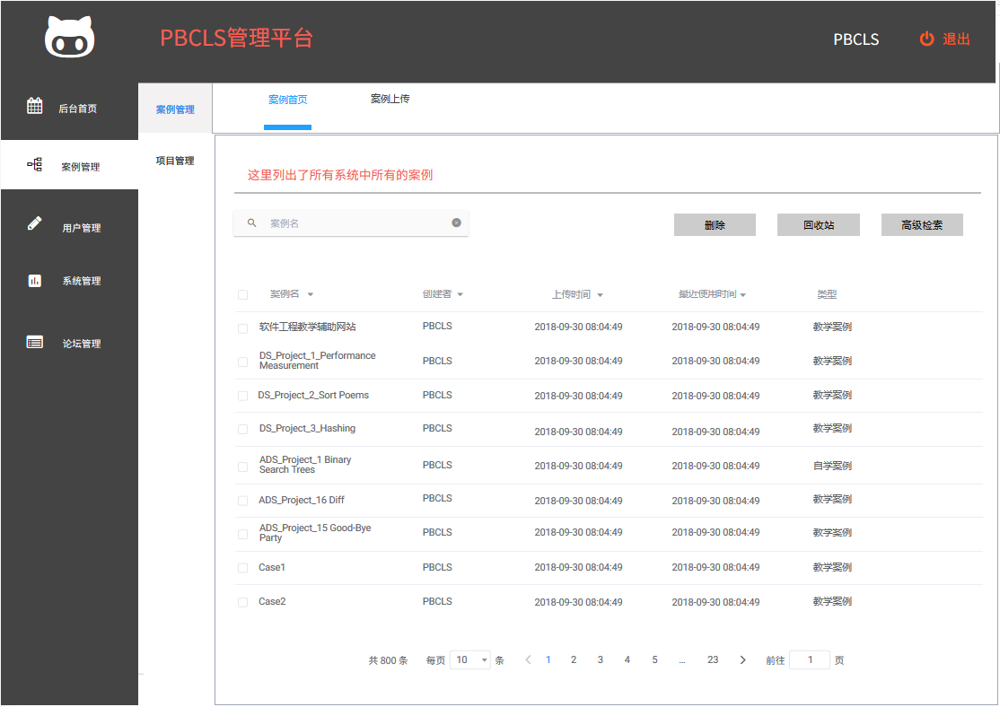 PBCLS管理平台
PBCLS
退出
后台首页
案例管理
用户管理
系统管理
论坛管理
案例管理
项目管理
案例首页 案例上传
这里列出了所有系统中所有的案例
案例名
删除 回收站 高级检索
案例名 创建者 上传时间 最近使用时间 类型
软件工程教学辅助网站 PBCLS 2018-09-30 08:04:49 2018-09-30 08:04:49 教学案例
DS_Project_1_Performance
Measurement PBCLS 2018-09-30 08:04:49 2018-09-30 08:04:49 教学案例
DS_Project_2_Sort Poems PBCLS 2018-09-30 08:04:49 2018-09-30 08:04:49 教学案例
DS_Project_3_Hashing PBCLS 2018-09-30 08:04:49 2018-09-30 08:04:49 教学案例
ADS_Project_1 Binary
Search Trees PBCLS 2018-09-30 08:04:49 2018-09-30 08:04:49 自学案例
ADS_Project_16 Diff PBCLS 2018-09-30 08:04:49 2018-09-30 08:04:49 教学案例
ADS_Project_15 Good-Bye
Party PBCLS 2018-09-30 08:04:49 2018-09-30 08:04:49 教学案例
Case1 PBCLS 2018-09-30 08:04:49 2018-09-30 08:04:49 教学案例
Case2 PBCLS 2018-09-30 08:04:49 2018-09-30 08:04:49 教学案例
共 800 条 每页 10 条 1 2 3 4 5 ... 23 前往 1 页